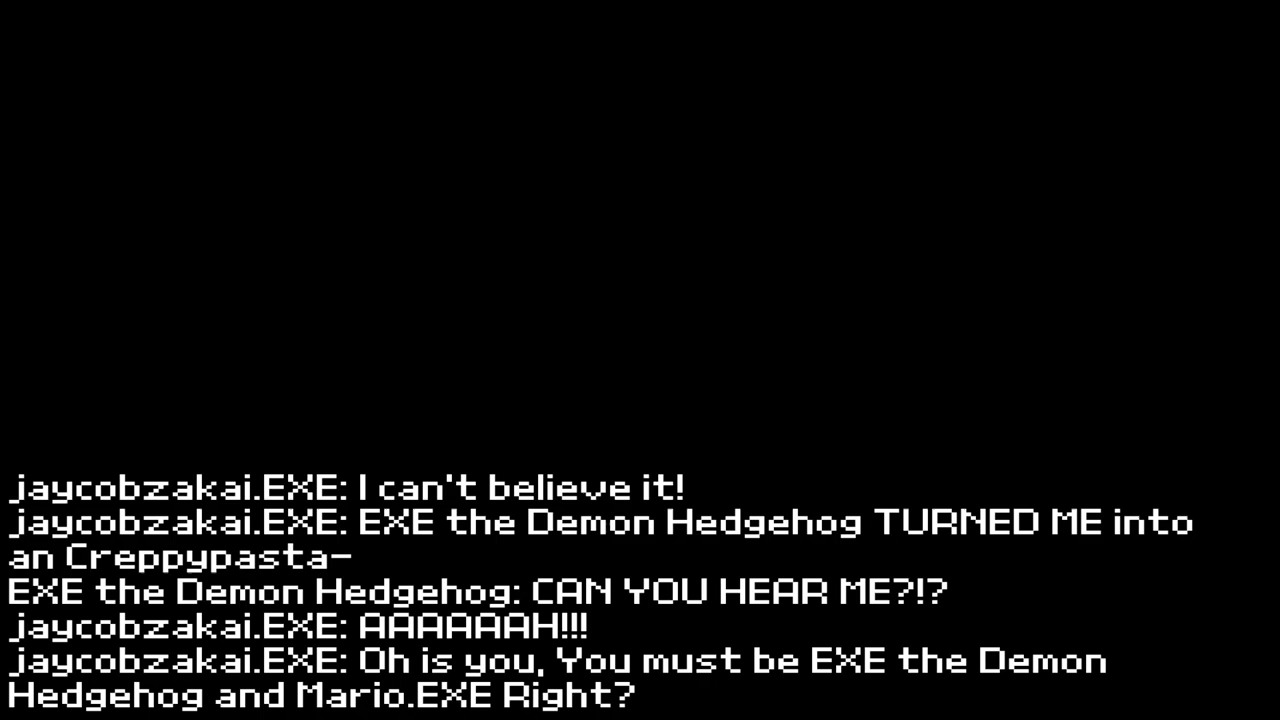 jaycobzakai.EXE: I can't believe it!
jaycobzakai.EXE: EXE the Demon Hedgehog TURNED ME into
an Creppypasta-
EXE the Demon Hedgehog: CAN YOU HEAR ME?!?
jaycobzakai.EXE: AAAAAAH!!!
jaycobzakai.EXE: Oh is you, You must be EXE the Demon
Hedgehog and Mario.EXE Right?